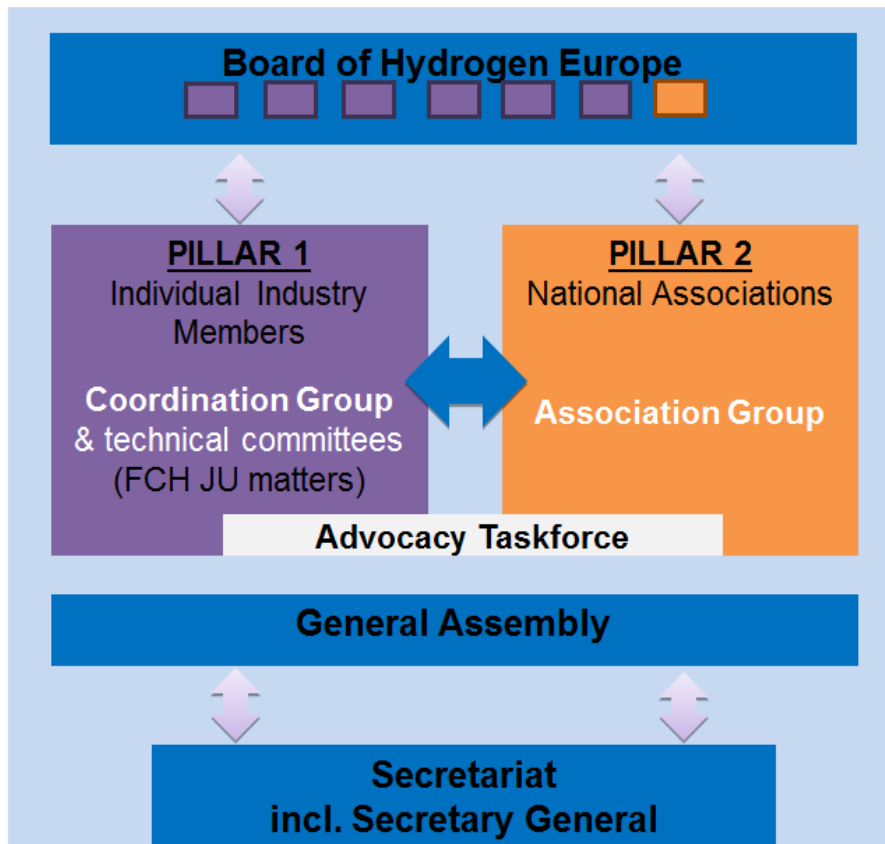 Board of Hydrogen Europe
PILLAR 1
Individual Industry
Members
Coordination Group
& technical committees
(FCH JU matters)
PILLAR 2
National Associations
Association Group
Advocacy Taskforce
General Assembly
Secretariat
incl. Secretary General